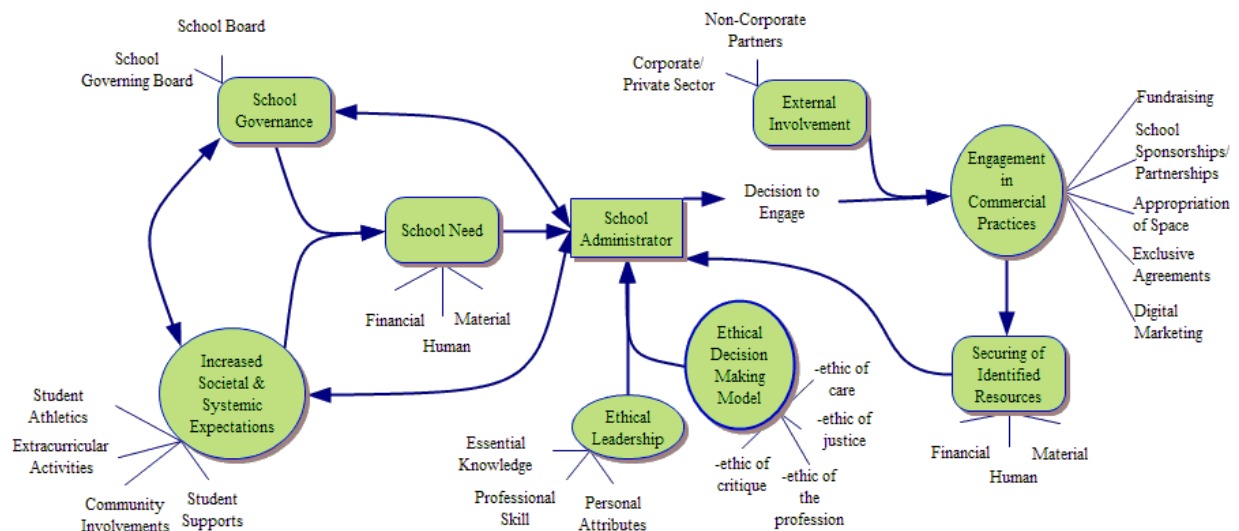 School Board
School
Governing Board
School
Governance
Non-Corporate
Partners
Corporate/
Private Sector
External
Involvement
Fundraising
School
Sponsorships/
Partnerships
Appropriation
of Space
Exclusive
Agreements
Digital
Marketing
Engagement
in
Commercial
Practices
School Need
Financial
Human
Material
School
Administrator
Decision to
Engage
Increased
Societal &
Systemic
Expectations
Student
Athletics
Extracurricular
Activities
Community
Involvements
Student
Supports
Ethical
Leadership
Essential
Knowledge
Professional
Skill
Personal
Attributes
Ethical
Decision
Making
Model
-ethic of
care
-ethic of
justice
-ethic of
the
profession
-ethic of
critique
Securing of
Identified
Resources
Financial
Human
Material